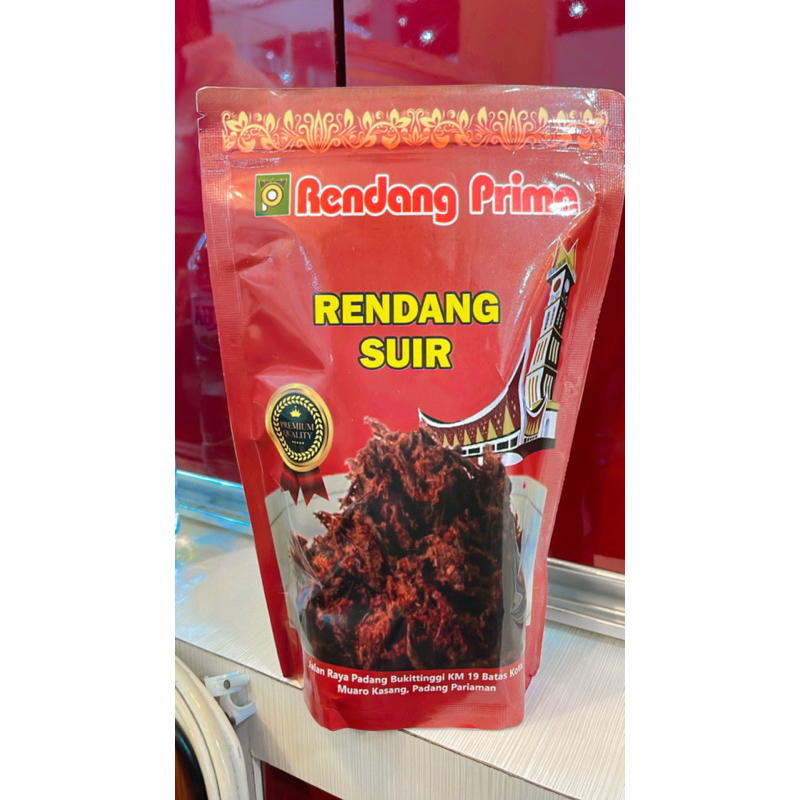 Rendang Prima
RENDANG
SUIR
PREMIUM
QUALITY
Jalan Raya Padang Bukittinggi KM 19 Batas Kota
Muaro Kasang, Padang Pariaman